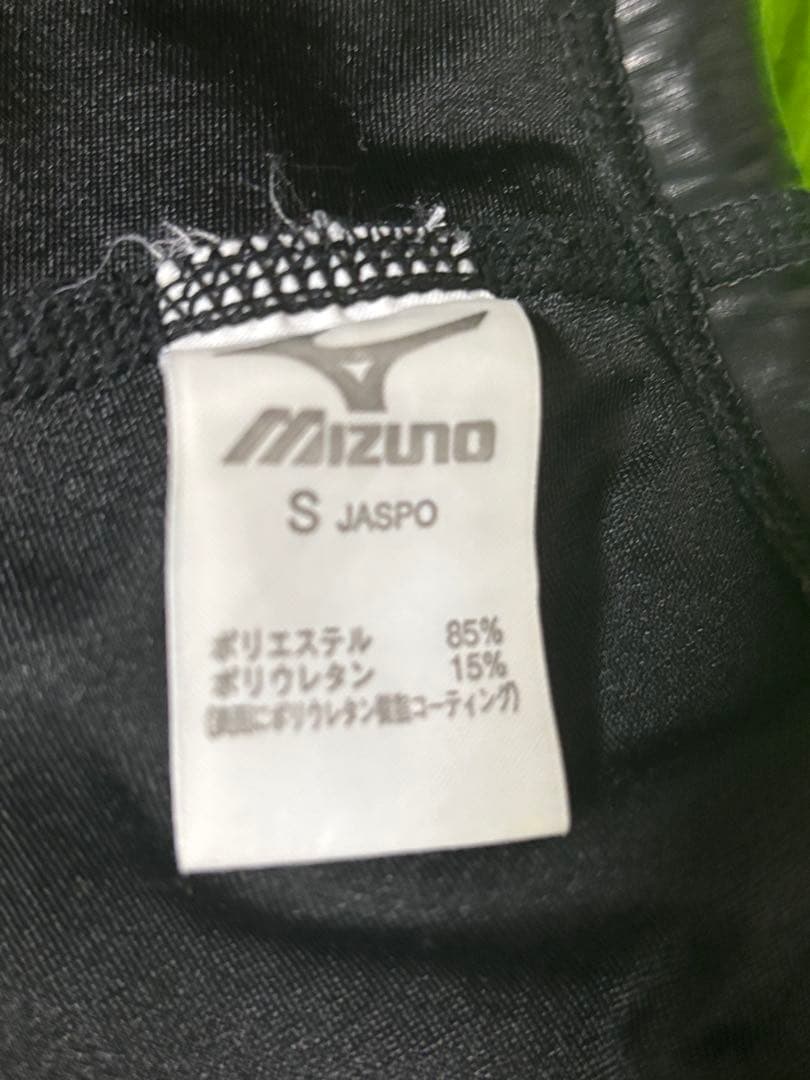 MIZUNO
S JASPO
ポリエステル 85%
ポリウレタン 15%
(表面にポリウレタン樹脂コーティング)